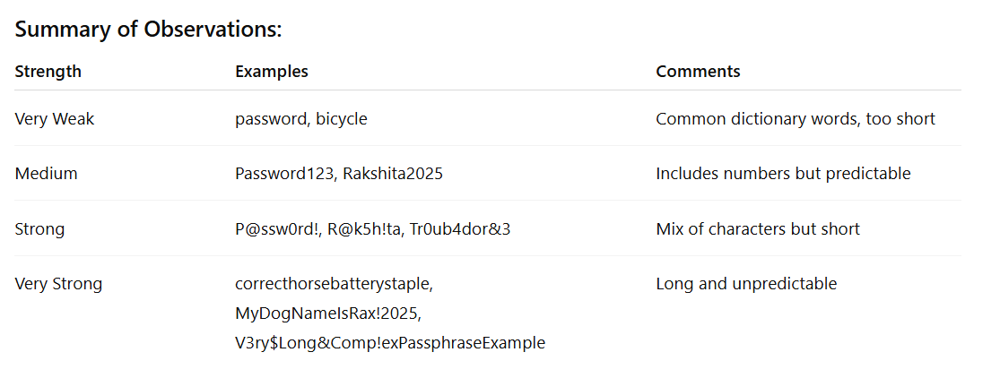 Summary of Observations:
Strength Examples Comments
Very Weak password, bicycle Common dictionary words, too short
Medium Password123, Rakshita2025 Includes numbers but predictable
Strong P@ssw0rd!, R@k5h!ta, Tr0ub4dor&3 Mix of characters but short
Very Strong correcthorsebatterystaple, Long and unpredictable
MyDogNameIsRax!2025,
V3ry$Long&Comp!exPassphraseExample